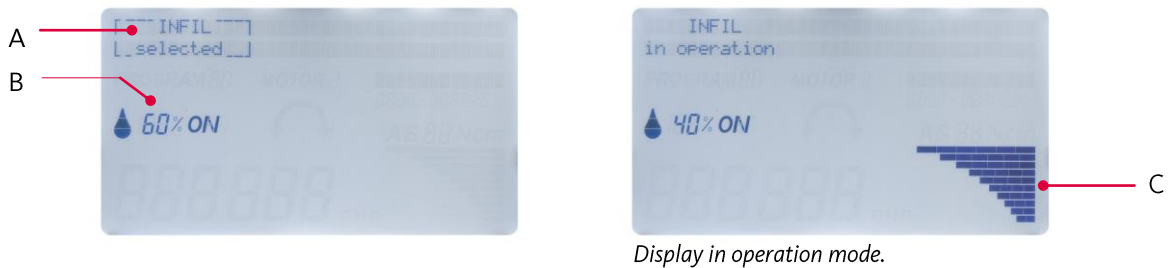 A
B
INFIL
selected
60% ON
INFIL
in operation
40% ON
C
Display in operation mode.